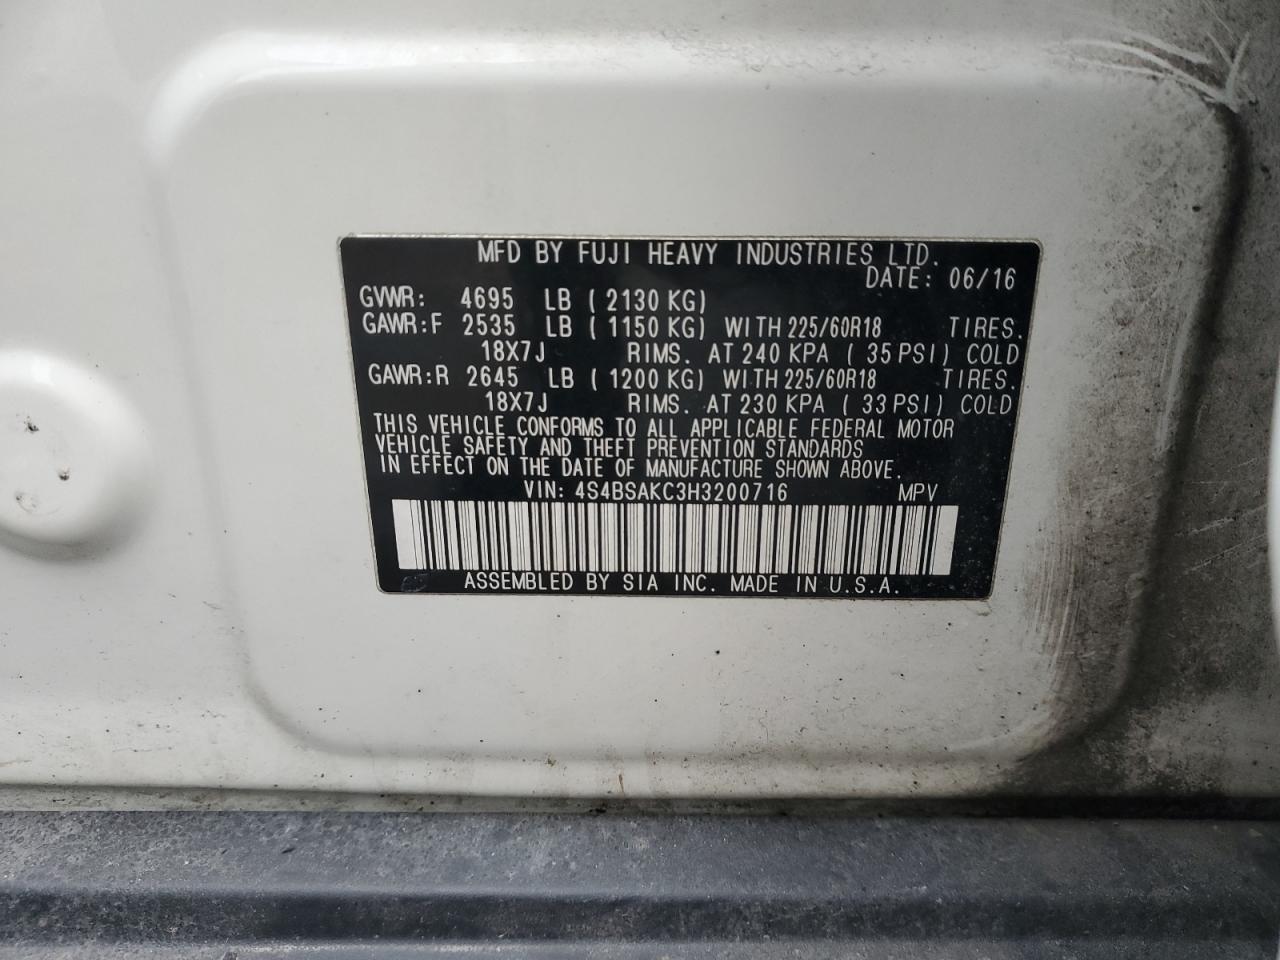 MFD BY FUJI HEAVY INDUSTRIES LTD.
DATE: 06/16
GVWR: 4695 LB ( 2130 KG)
GAWR:F 2535 LB ( 1150 KG) WITH 225/60R18 TIRES.
18X7J RIMS. AT 240 KPA ( 35 PSI) COLD
GAWR:R 2645 LB ( 1200 KG) WITH 225/60R18 TIRES.
18X7J RIMS. AT 230 KPA ( 33 PSI) COLD
THIS VEHICLE CONFORMS TO ALL APPLICABLE FEDERAL MOTOR
VEHICLE SAFETY AND THEFT PREVENTION STANDARDS
IN EFFECT ON THE DATE OF MANUFACTURE SHOWN ABOVE.
VIN: 4S4BSAKC3H3200716 MPV
ASSEMBLED BY SIA INC. MADE IN U.S.A.